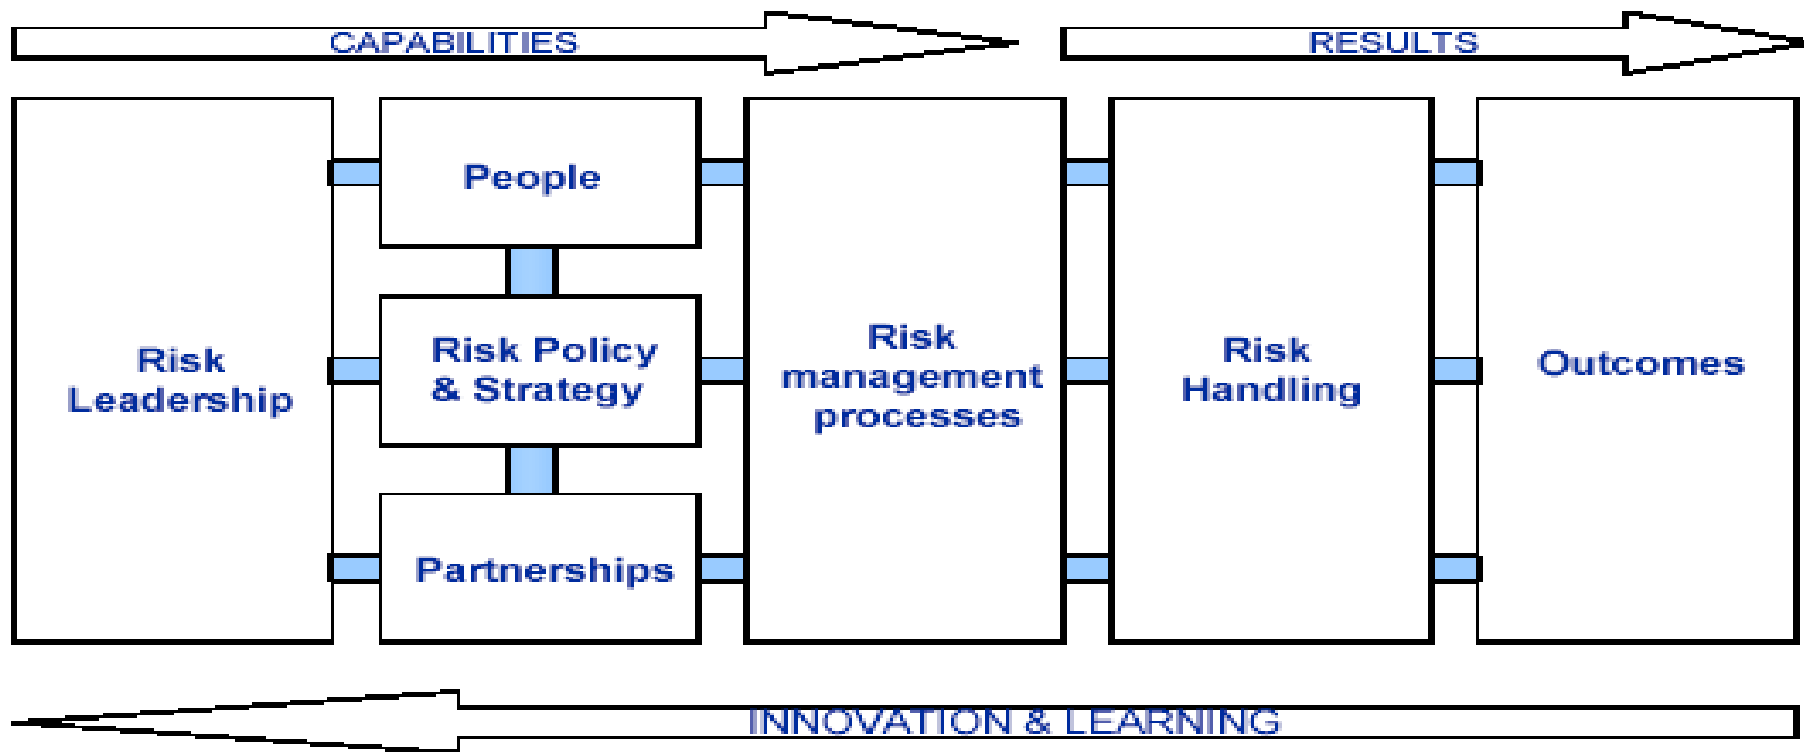 CAPABILITIES
RESULTS
Risk
Leadership
People
Risk Policy
& Strategy
Partnerships
Risk
management
processes
Risk
Handling
Outcomes
INNOVATION & LEARNING